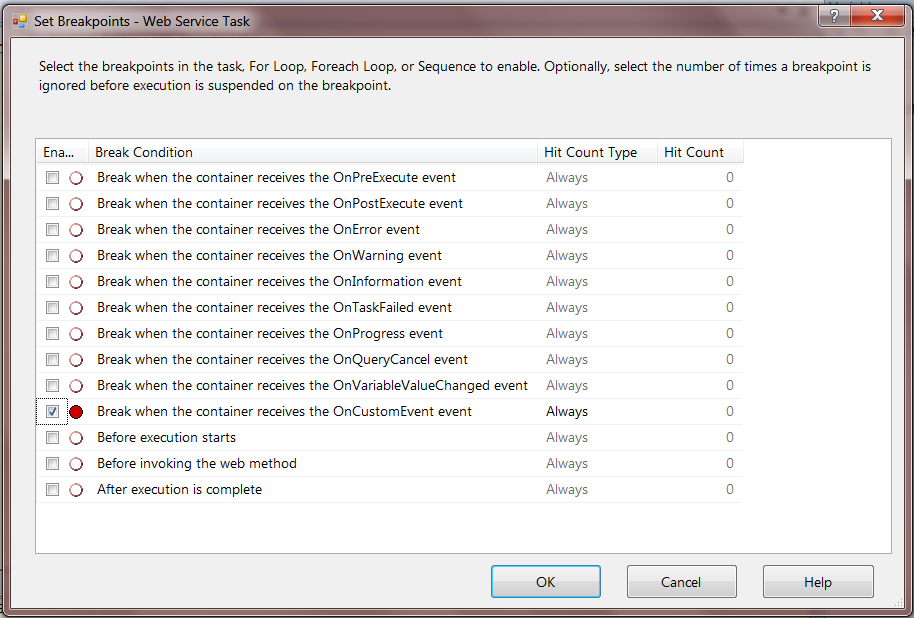 Set Breakpoints - Web Service Task
?
Select the breakpoints in the task, For Loop, Foreach Loop, or Sequence to enable. Optionally, select the number of times a breakpoint is
ignored before execution is suspended on the breakpoint.
Ena... Break Condition Hit Count Type Hit Count
Break when the container receives the OnPreExecute event Always 0
Break when the container receives the OnPostExecute event Always 0
Break when the container receives the OnError event Always 0
Break when the container receives the OnWarning event Always 0
Break when the container receives the OnInformation event Always 0
Break when the container receives the OnTaskFailed event Always 0
Break when the container receives the OnProgress event Always 0
Break when the container receives the OnQueryCancel event Always 0
Break when the container receives the OnVariableValueChanged event Always 0
Break when the container receives the OnCustomEvent event Always 0
Before execution starts Always 0
Before invoking the web method Always 0
After execution is complete Always 0
OK Cancel Help